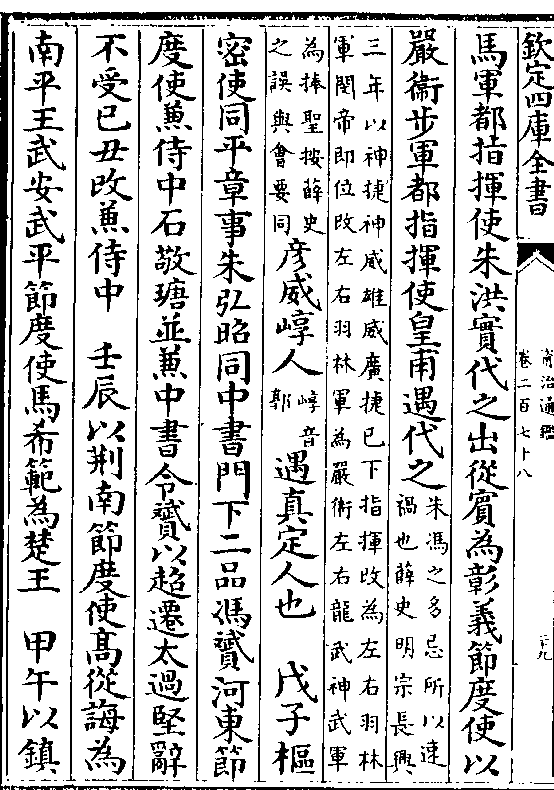 欽定四庫全書
資治通鑑
卷二百七十八
馬軍都指揮使朱洪實代之出從賓為彰義節度使以
嚴衞步軍都指揮使皇甫遇代之
朱馮之多忌所以速
禍也薛史明宗長興
三年以神捷神威雄威廣捷已下指揮改為左右羽林
軍閔帝即位改左右羽林軍為嚴衛左右龍武神武軍
為捧聖按薛史
之誤與會要同
彦威崞人
崞音
郭
遇真定人也 戊子樞
密使同平章事朱弘昭同中書門下二品馮贇河東節
度使兼侍中石敬瑭並兼中書令贇以超遷太過堅辭
不受已丑改兼侍中 壬辰以荆南節度使髙從誨為
南平王武安武平節度使馬希範為楚王 甲午以鎮